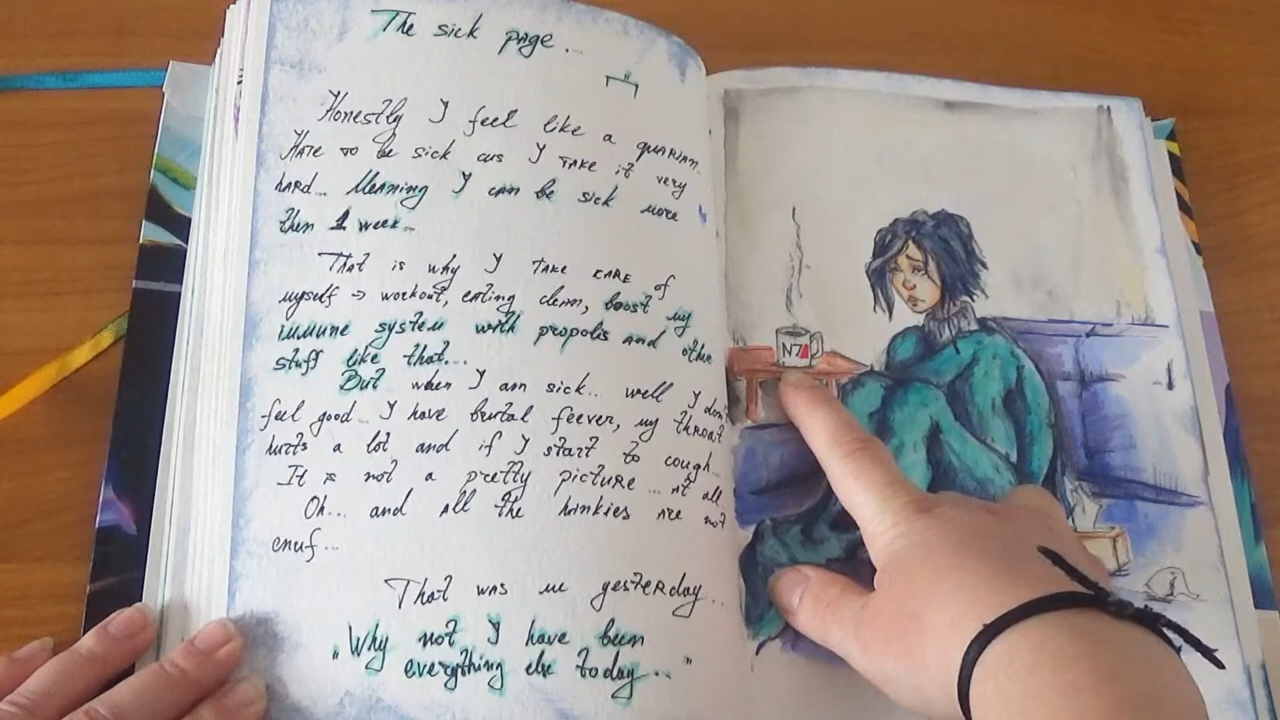 The sick page...
Honestly I feel like a quarian.
Hate to be sick cus I take it very
hard... Meaning I can be sick more
then 1 week...
That is why I take care of
myself → workout, eating clean, boost my
immune system with propolis and other
stuff like that...
But when I am sick... well I don't
feel good... I have brutal feever, my throat
hurts a lot and if I start to cough...
It is not a pretty picture... at all.
Oh... and all the hinkies are not
enuf...
That was me yesterday...
„Why not I have been
everything else today..."
N7